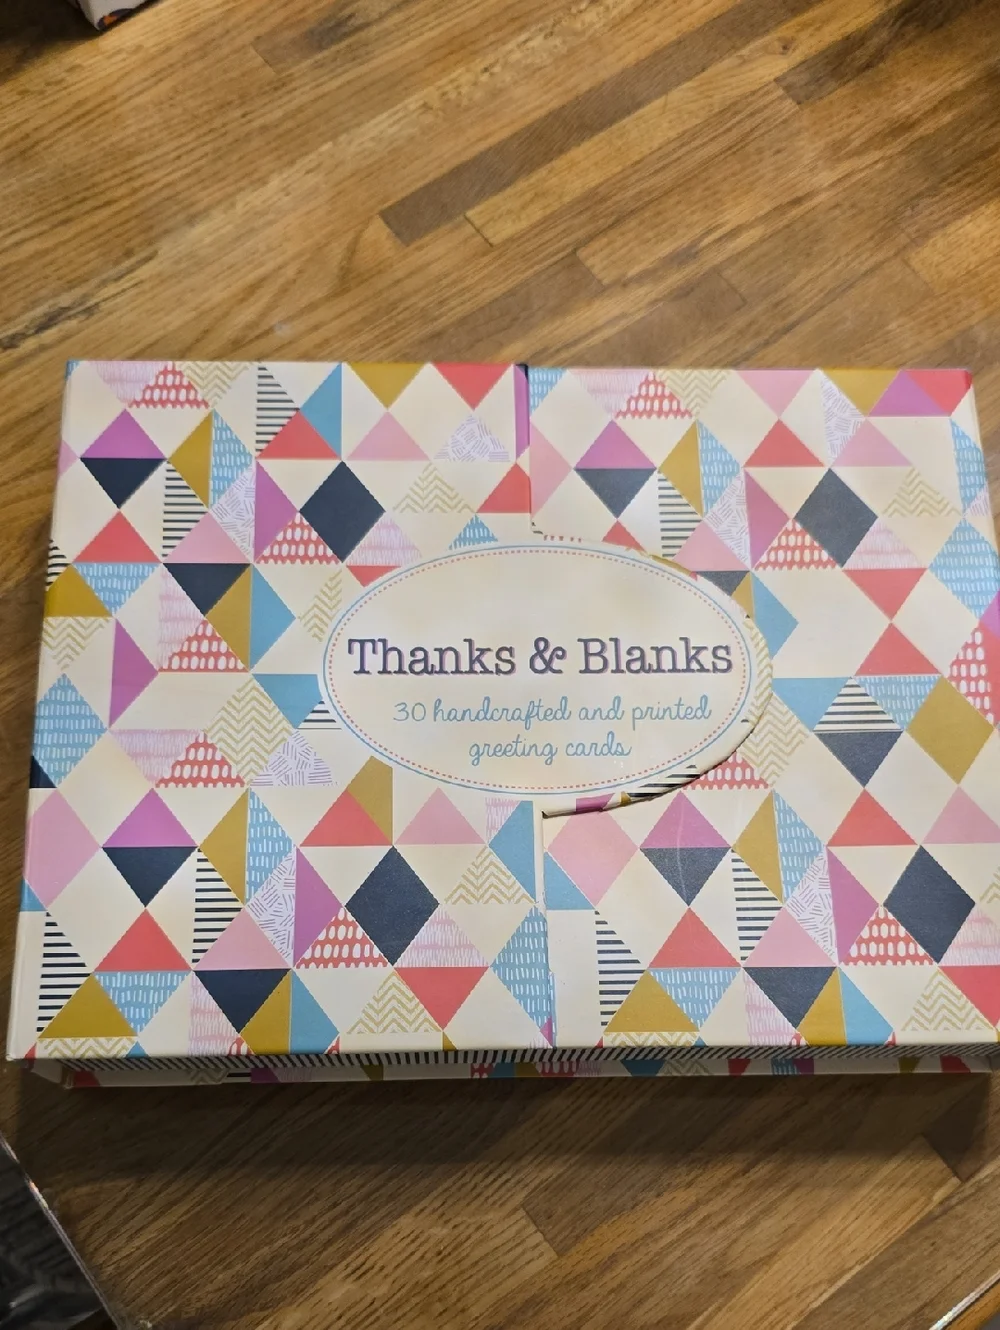 Thanks & Blanks
30 handcrafted and printed
greeting cards